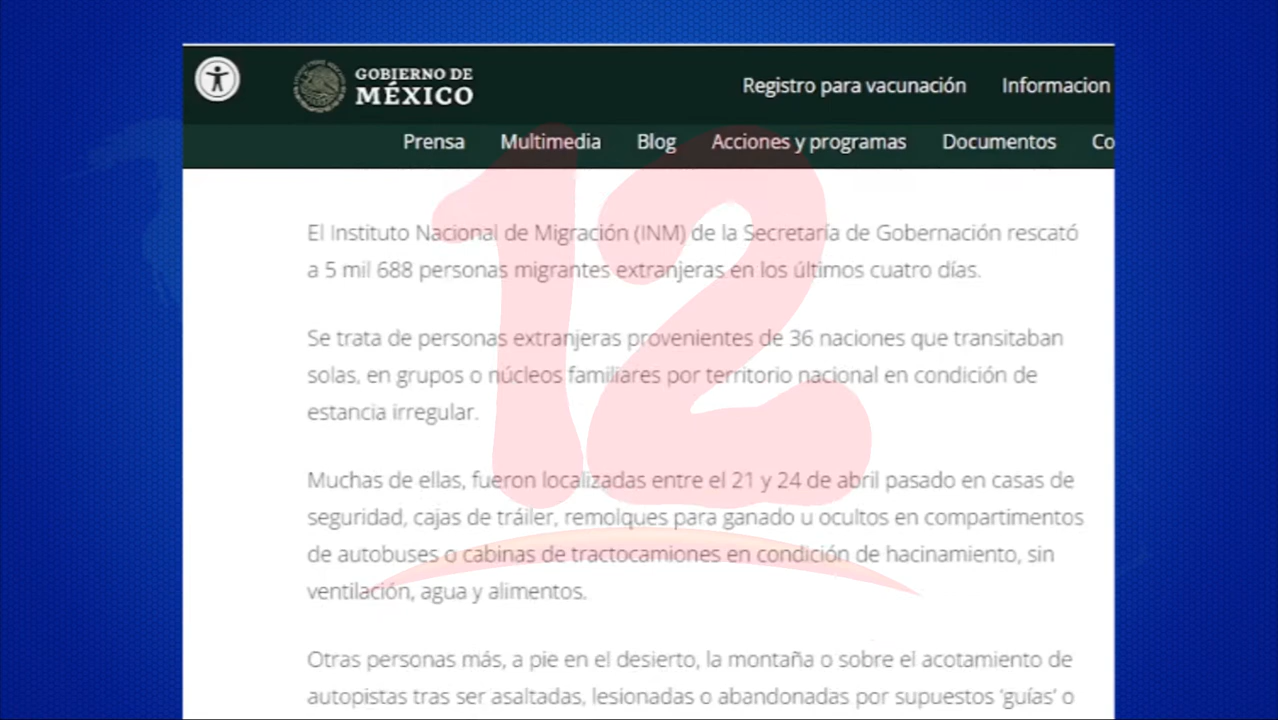 GOBIERNO DE
MÉXICO
Registro para vacunación Informacion
Prensa Multimedia Blog Acciones y programas Documentos Co
12
El Instituto Nacional de Migración (INM) de la Secretaría de Gobernación rescató
a 5 mil 688 personas migrantes extranjeras en los últimos cuatro días.
Se trata de personas extranjeras provenientes de 36 naciones que transitaban
solas, en grupos o núcleos familiares por territorio nacional en condición de
estancia irregular.
Muchas de ellas, fueron localizadas entre el 21 y 24 de abril pasado en casas de
seguridad, cajas de tráiler, remolques para ganado u ocultos en compartimentos
de autobuses o cabinas de tractocamiones en condición de hacinamiento, sin
ventilación, agua y alimentos.
Otras personas más, a pie en el desierto, la montaña o sobre el acotamiento de
autopistas tras ser asaltadas, lesionadas o abandonadas por supuestos ‘guías’ o